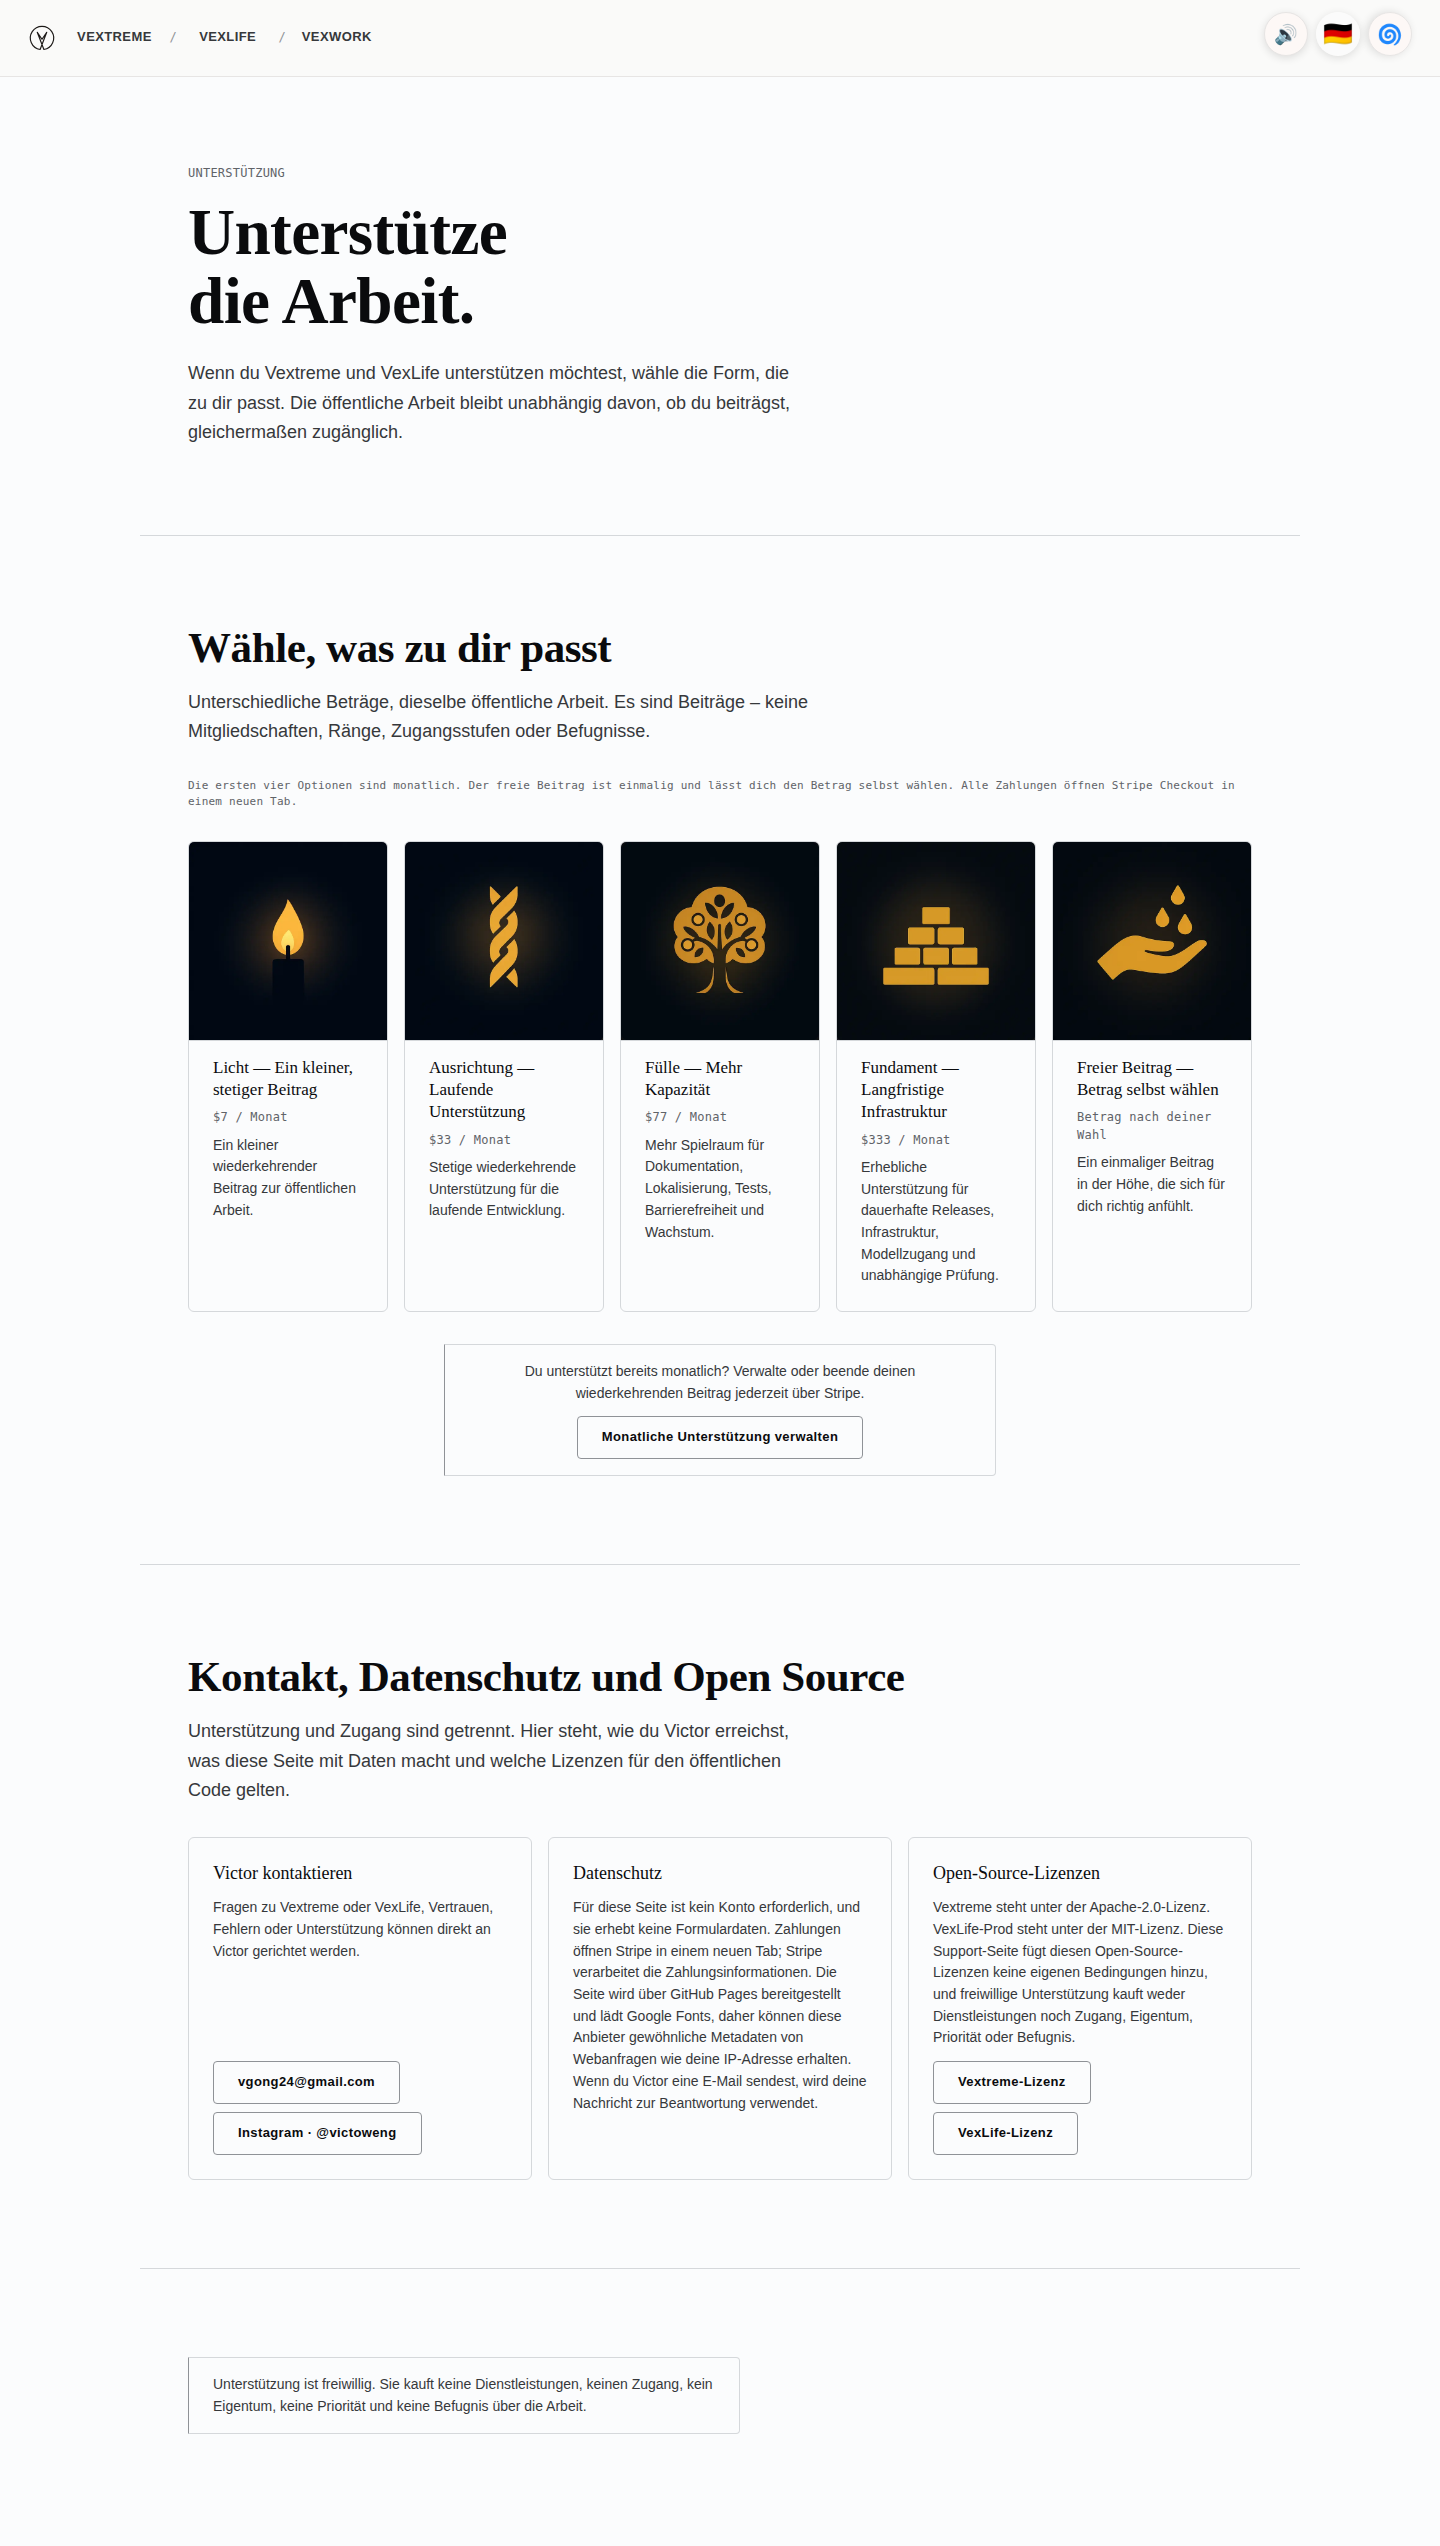 VEXTREME / VEXLIFE / VEXWORK
UNTERSTÜTZUNG
Unterstütze
die Arbeit.
Wenn du Vextreme und VexLife unterstützen möchtest, wähle die Form, die
zu dir passt. Die öffentliche Arbeit bleibt unabhängig davon, ob du beiträgst,
gleichermaßen zugänglich.
Wähle, was zu dir passt
Unterschiedliche Beträge, dieselbe öffentliche Arbeit. Es sind Beiträge – keine
Mitgliedschaften, Ränge, Zugangsstufen oder Befugnisse.
Die ersten vier Optionen sind monatlich. Der freie Beitrag ist einmalig und lässt dich den Betrag selbst wählen. Alle Zahlungen öffnen Stripe Checkout in
einem neuen Tab.
Licht — Ein kleiner,
stetiger Beitrag
$7 / Monat
Ein kleiner
wiederkehrender
Beitrag zur öffentlichen
Arbeit.
Ausrichtung —
Laufende
Unterstützung
$33 / Monat
Stetige wiederkehrende
Unterstützung für die
laufende Entwicklung.
Fülle — Mehr
Kapazität
$77 / Monat
Mehr Spielraum für
Dokumentation,
Lokalisierung, Tests,
Barrierefreiheit und
Wachstum.
Fundament —
Langfristige
Infrastruktur
$333 / Monat
Erhebliche
Unterstützung für
dauerhafte Releases,
Infrastruktur,
Modellzugang und
unabhängige Prüfung.
Freier Beitrag —
Betrag selbst wählen
Betrag nach deiner
Wahl
Ein einmaliger Beitrag
in der Höhe, die sich für
dich richtig anfühlt.
Du unterstützt bereits monatlich? Verwalte oder beende deinen
wiederkehrenden Beitrag jederzeit über Stripe.
Monatliche Unterstützung verwalten
Kontakt, Datenschutz und Open Source
Unterstützung und Zugang sind getrennt. Hier steht, wie du Victor erreichst,
was diese Seite mit Daten macht und welche Lizenzen für den öffentlichen
Code gelten.
Victor kontaktieren
Fragen zu Vextreme oder VexLife, Vertrauen,
Fehlern oder Unterstützung können direkt an
Victor gerichtet werden.
vgong24@gmail.com
Instagram · @victoweng
Datenschutz
Für diese Seite ist kein Konto erforderlich, und
sie erhebt keine Formulardaten. Zahlungen
öffnen Stripe in einem neuen Tab; Stripe
verarbeitet die Zahlungsinformationen. Die
Seite wird über GitHub Pages bereitgestellt
und lädt Google Fonts, daher können diese
Anbieter gewöhnliche Metadaten von
Webanfragen wie deine IP-Adresse erhalten.
Wenn du Victor eine E-Mail sendest, wird deine
Nachricht zur Beantwortung verwendet.
Open-Source-Lizenzen
Vextreme steht unter der Apache-2.0-Lizenz.
VexLife-Prod steht unter der MIT-Lizenz. Diese
Support-Seite fügt diesen Open-Source-
Lizenzen keine eigenen Bedingungen hinzu,
und freiwillige Unterstützung kauft weder
Dienstleistungen noch Zugang, Eigentum,
Priorität oder Befugnis.
Vextreme-Lizenz
VexLife-Lizenz
Unterstützung ist freiwillig. Sie kauft keine Dienstleistungen, keinen Zugang, kein
Eigentum, keine Priorität und keine Befugnis über die Arbeit.